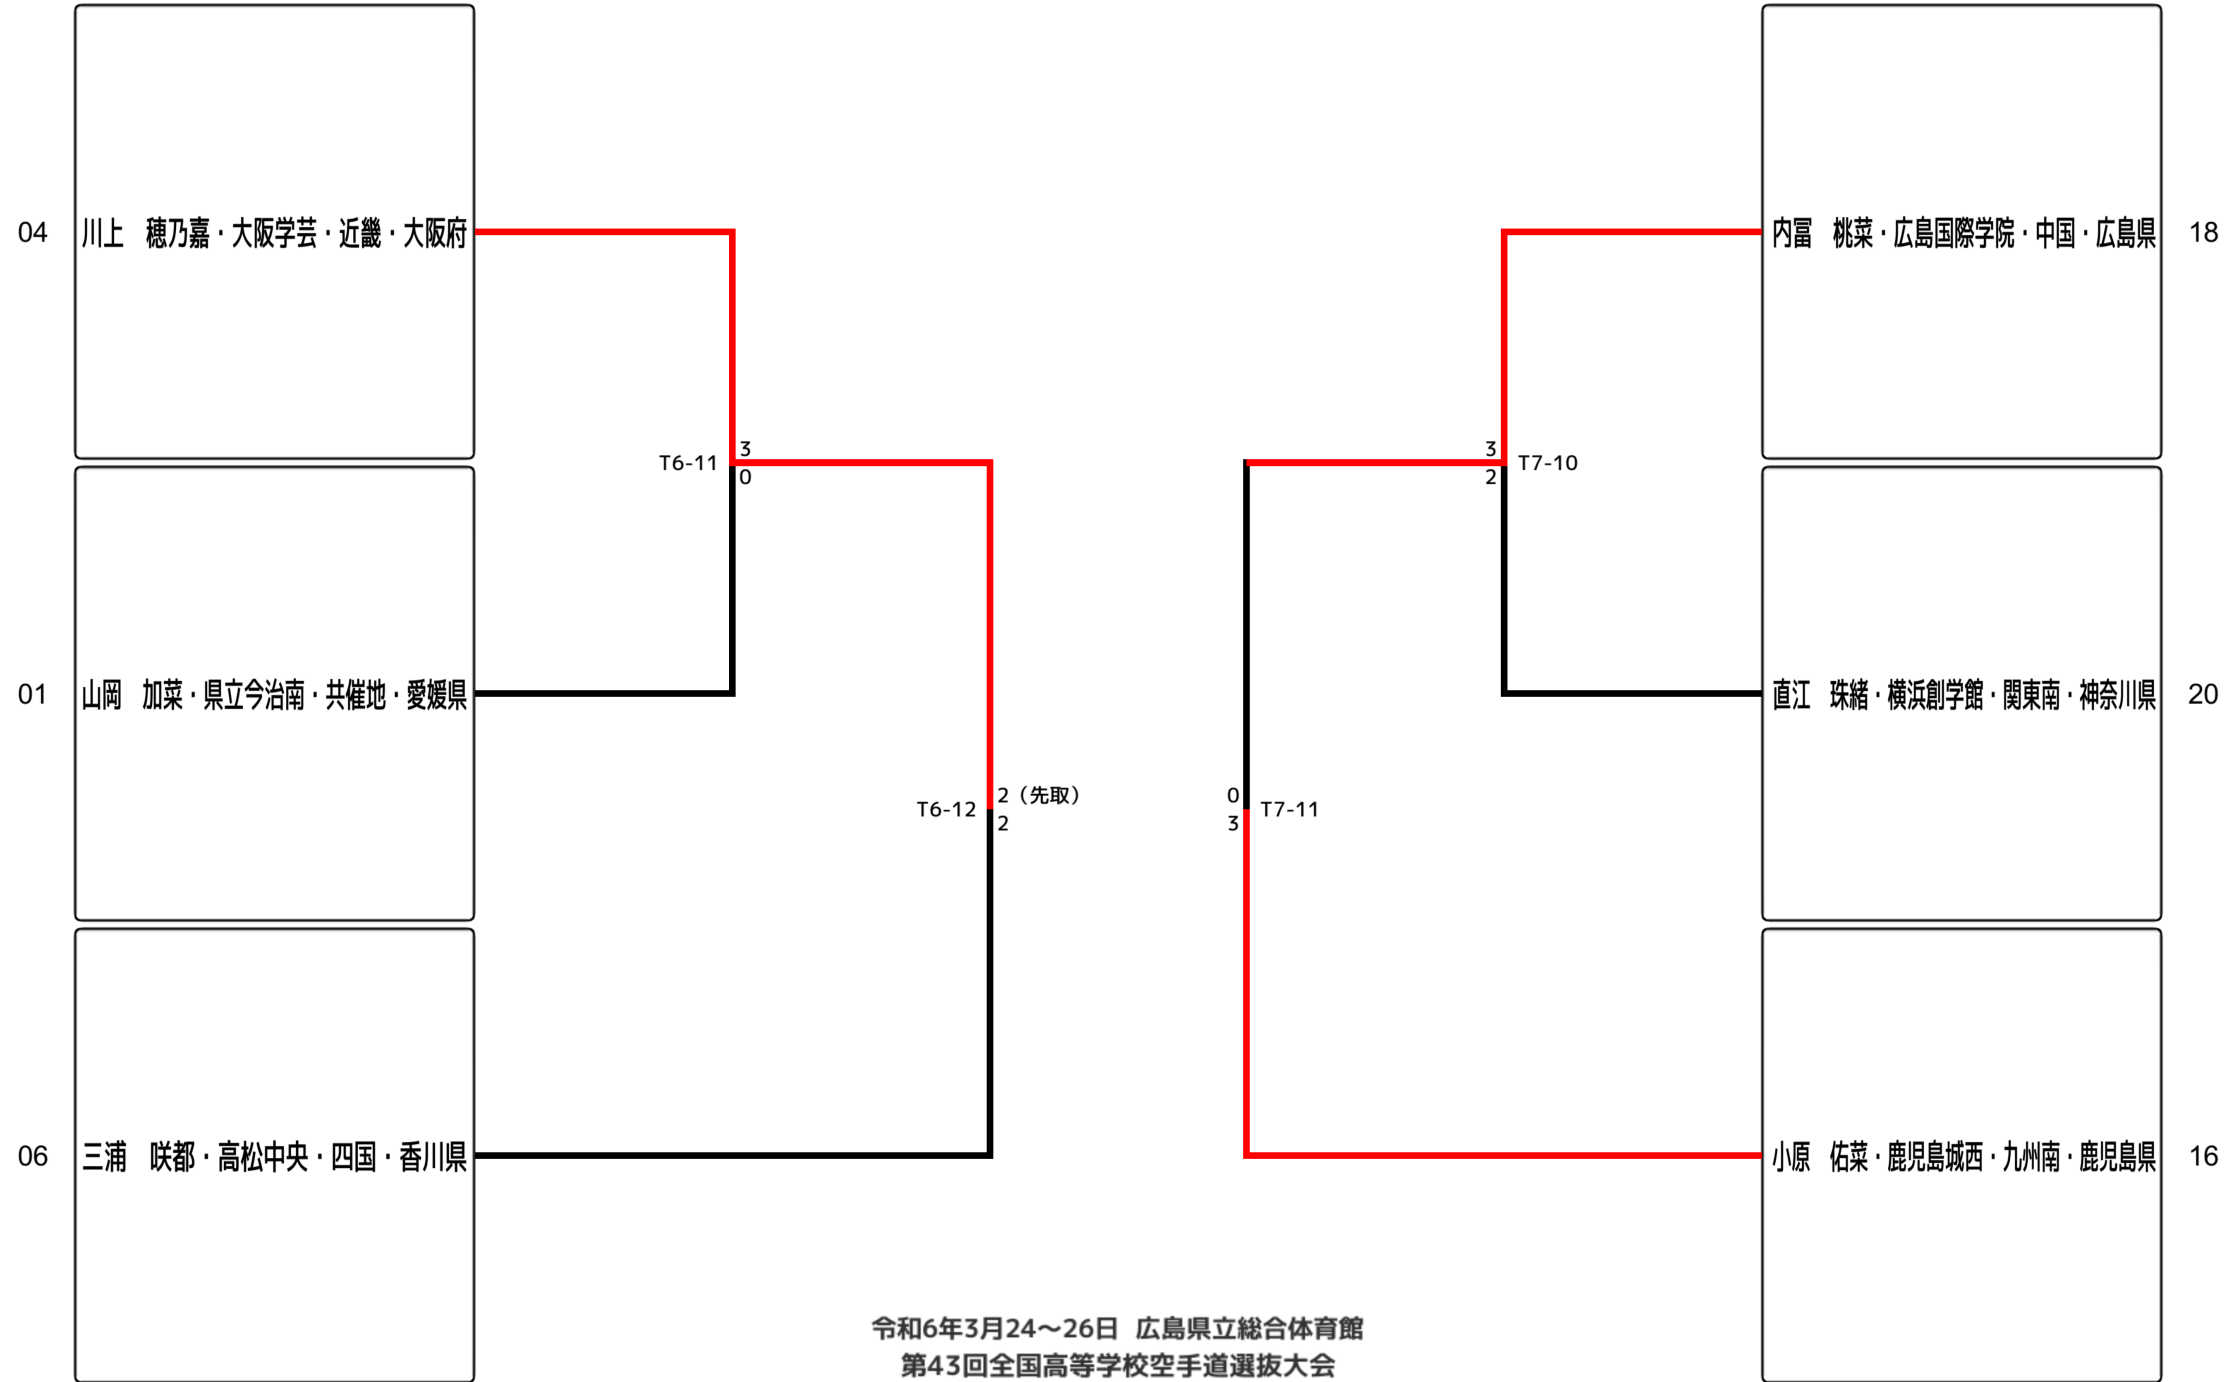 04
川上　穂乃嘉・大阪学芸・近畿・大阪府
01
山岡　加菜・県立今治南・共催地・愛媛県
06
三浦　咲都・高松中央・四国・香川県
T6-11
3
0
T6-12
2（先取）
2
3
2
T7-10
0
3
T7-11
内冨　桃菜・広島国際学院・中国・広島県
18
直江　珠緒・横浜創学館・関東南・神奈川県
20
小原　佑菜・鹿児島城西・九州南・鹿児島県
16
令和6年3月24～26日 広島県立総合体育館
第43回全国高等学校空手道選抜大会